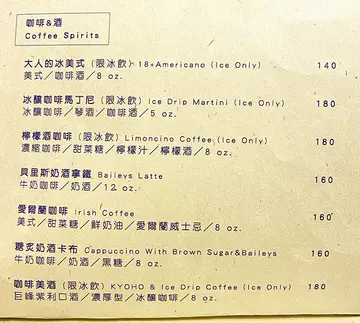 咖啡&酒
Coffee Spirits
大人的冰美式 (限冰飲) 18+Americano (Ice Only) 140
美式／咖啡酒／8 oz.
冰釀咖啡馬丁尼 (限冰飲) Ice Drip Martini (Ice Only) 180
冰釀咖啡／琴酒／咖啡酒／5 oz.
檸檬酒咖啡 (限冰飲) Limoncino Coffee (Ice Only) 180
濃縮咖啡／甜菜糖／檸檬汁／檸檬酒／8 oz.
貝里斯奶酒拿鐵 Baileys Latte 160
牛奶咖啡／奶酒／12 oz.
愛爾蘭咖啡 Irish Coffee 160
美式／甜菜糖／鮮奶油／愛爾蘭威士忌／8 oz.
糖炙奶酒卡布 Cappuccino With Brown Sugar&Baileys 160
牛奶咖啡／奶酒／黑糖／8 oz.
咖啡美酒 (限冰飲) KYOHO & Ice Drip Coffee (Ice Only) 180
巨峰紫利口酒／濃厚型／冰釀咖啡／8 oz.